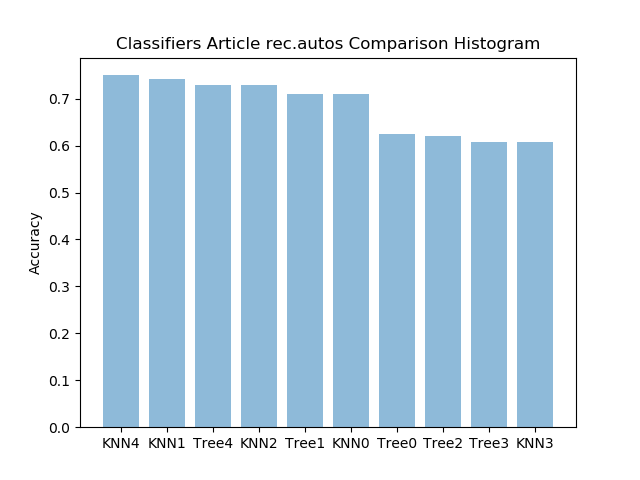 Classifiers Article rec.autos Comparison Histogram
Accuracy
0.7
0.6
0.5
0.4
0.3
0.2
0.1
0.0
KNN4 KNN1 Tree4 KNN2 Tree1 KNN0 Tree0 Tree2 Tree3 KNN3